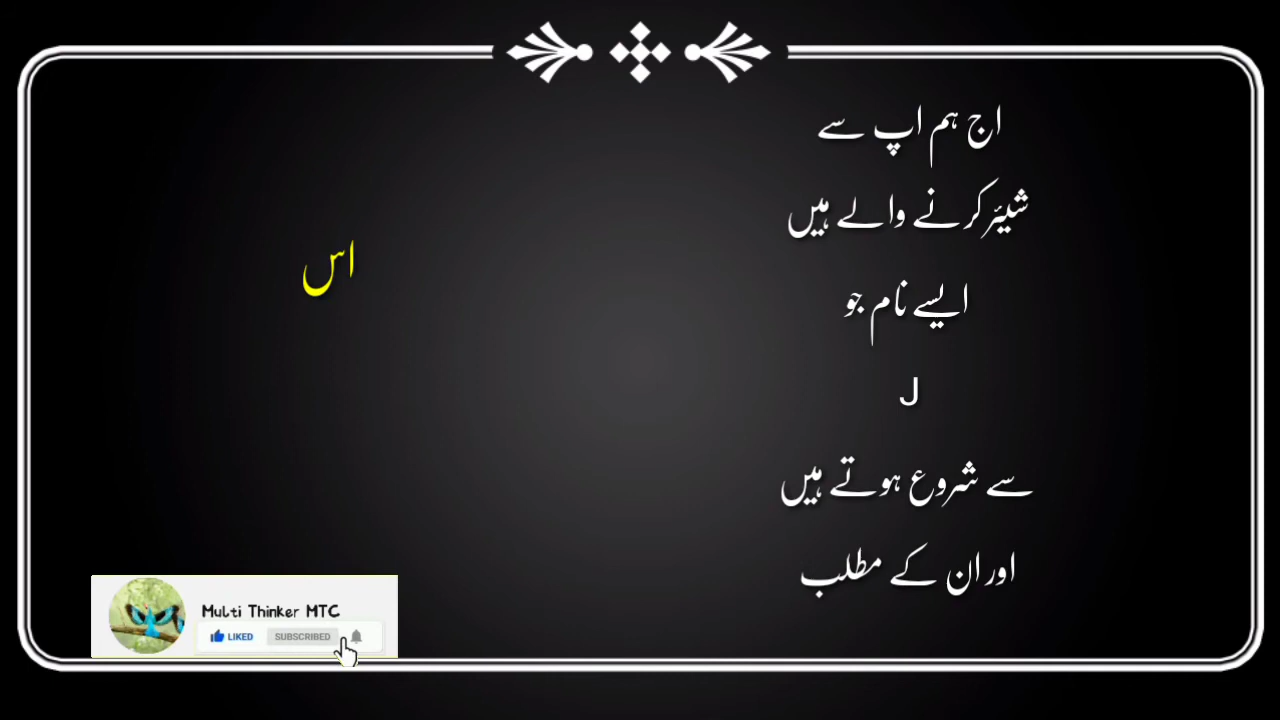 اج ہم اپ سے
شیئر کرنے والے ہیں
ایسے نام جو
J
سے شروع ہوتے ہیں
اور ان کے مطلب
اس
Multi Thinker MTC
LIKED SUBSCRIBED